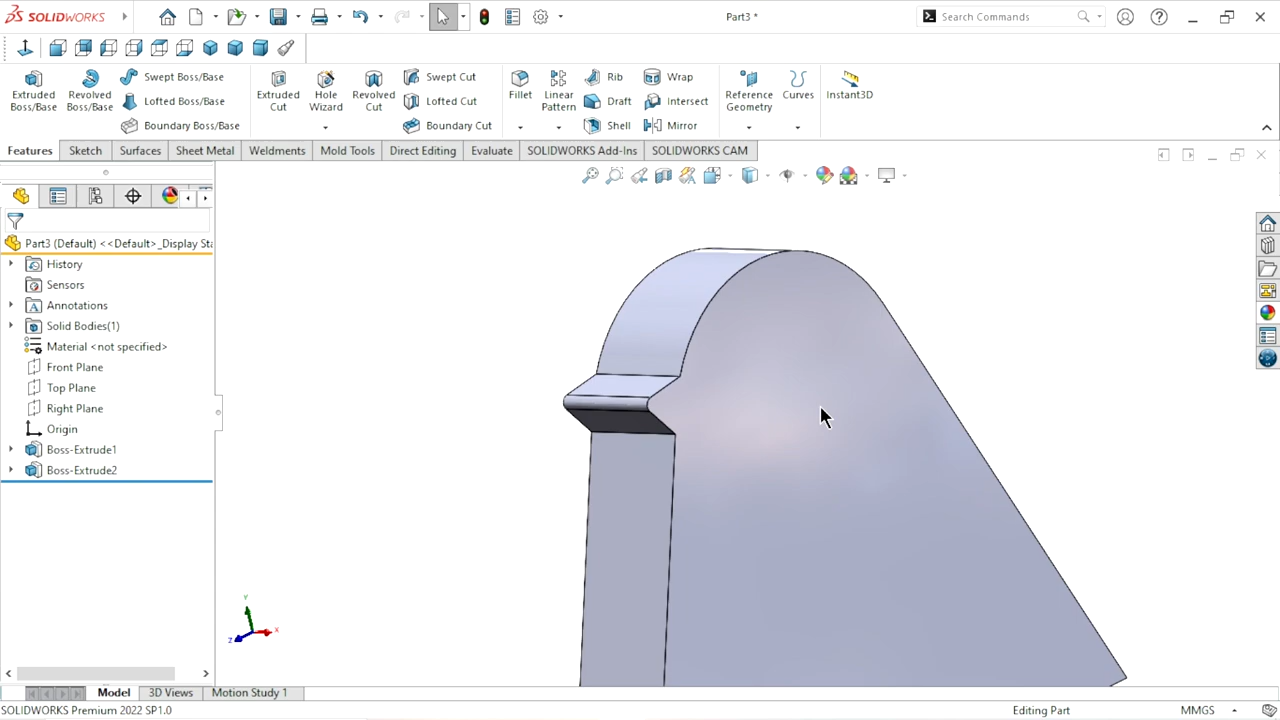 SOLIDWORKS
Part3 *
Search Commands
Extruded Boss/Base
Revolved Boss/Base
Swept Boss/Base
Lofted Boss/Base
Boundary Boss/Base
Extruded Cut
Hole Wizard
Revolved Cut
Swept Cut
Lofted Cut
Boundary Cut
Fillet
Linear Pattern
Rib
Draft
Shell
Wrap
Intersect
Mirror
Reference Geometry
Curves
Instant3D
Features Sketch Surfaces Sheet Metal Weldments Mold Tools Direct Editing Evaluate SOLIDWORKS Add-Ins SOLIDWORKS CAM
Part3 (Default) <<Default>_Display Sta
History
Sensors
Annotations
Solid Bodies(1)
Material <not specified>
Front Plane
Top Plane
Right Plane
Origin
Boss-Extrude1
Boss-Extrude2
Y
Z
X
Model 3D Views Motion Study 1
SOLIDWORKS Premium 2022 SP1.0
Editing Part
MMGS